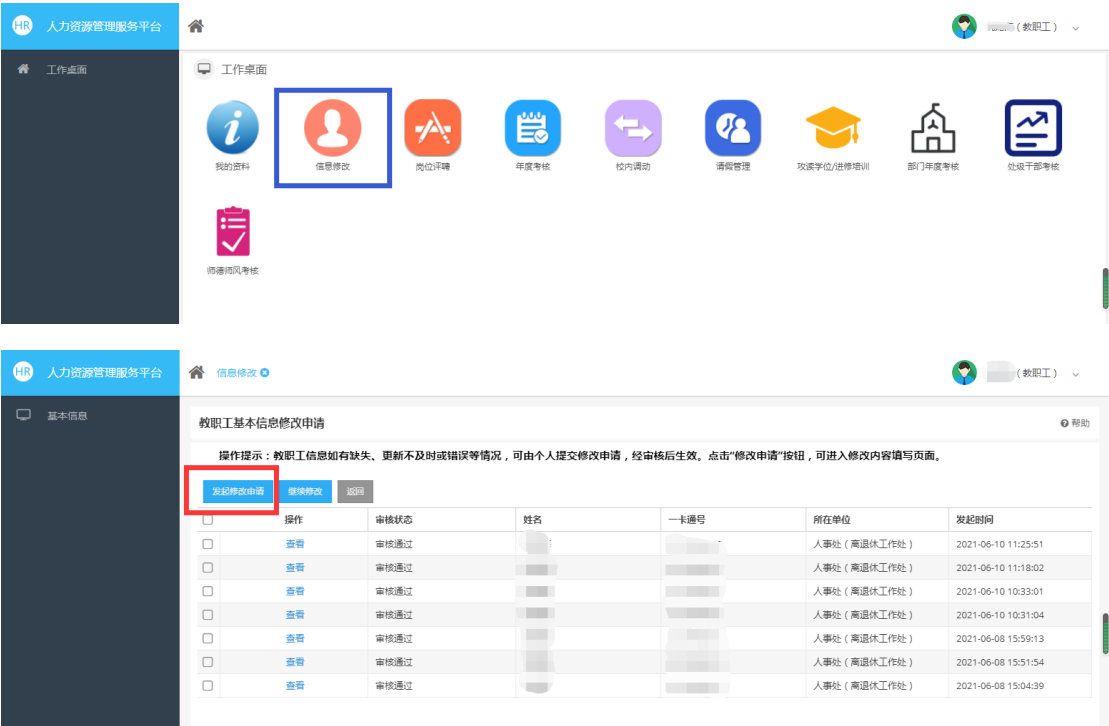 HR 人力资源管理服务平台
（教职工）
工作桌面
工作桌面
我的资料 信息修改 岗位评聘 年度考核 校内调动 请假管理 攻读学位/进修培训 部门年度考核 处级干部考核
师德师风考核
HR 人力资源管理服务平台 信息修改
（教职工）
基本信息
教职工基本信息修改申请 帮助
操作提示：教职工信息如有缺失、更新不及时或错误等情况，可由个人提交修改申请，经审核后生效。点击“修改申请”按钮，可进入修改内容填写页面。
发起修改申请 继续修改 返回
操作 审核状态 姓名 一卡通号 所在单位 发起时间
查看 审核通过 人事处（离退休工作处） 2021-06-10 11:25:51
查看 审核通过 人事处（离退休工作处） 2021-06-10 11:18:02
查看 审核通过 人事处（离退休工作处） 2021-06-10 10:33:01
查看 审核通过 人事处（离退休工作处） 2021-06-10 10:31:04
查看 审核通过 人事处（离退休工作处） 2021-06-08 15:59:13
查看 审核通过 人事处（离退休工作处） 2021-06-08 15:51:54
查看 审核通过 人事处（离退休工作处） 2021-06-08 15:04:39